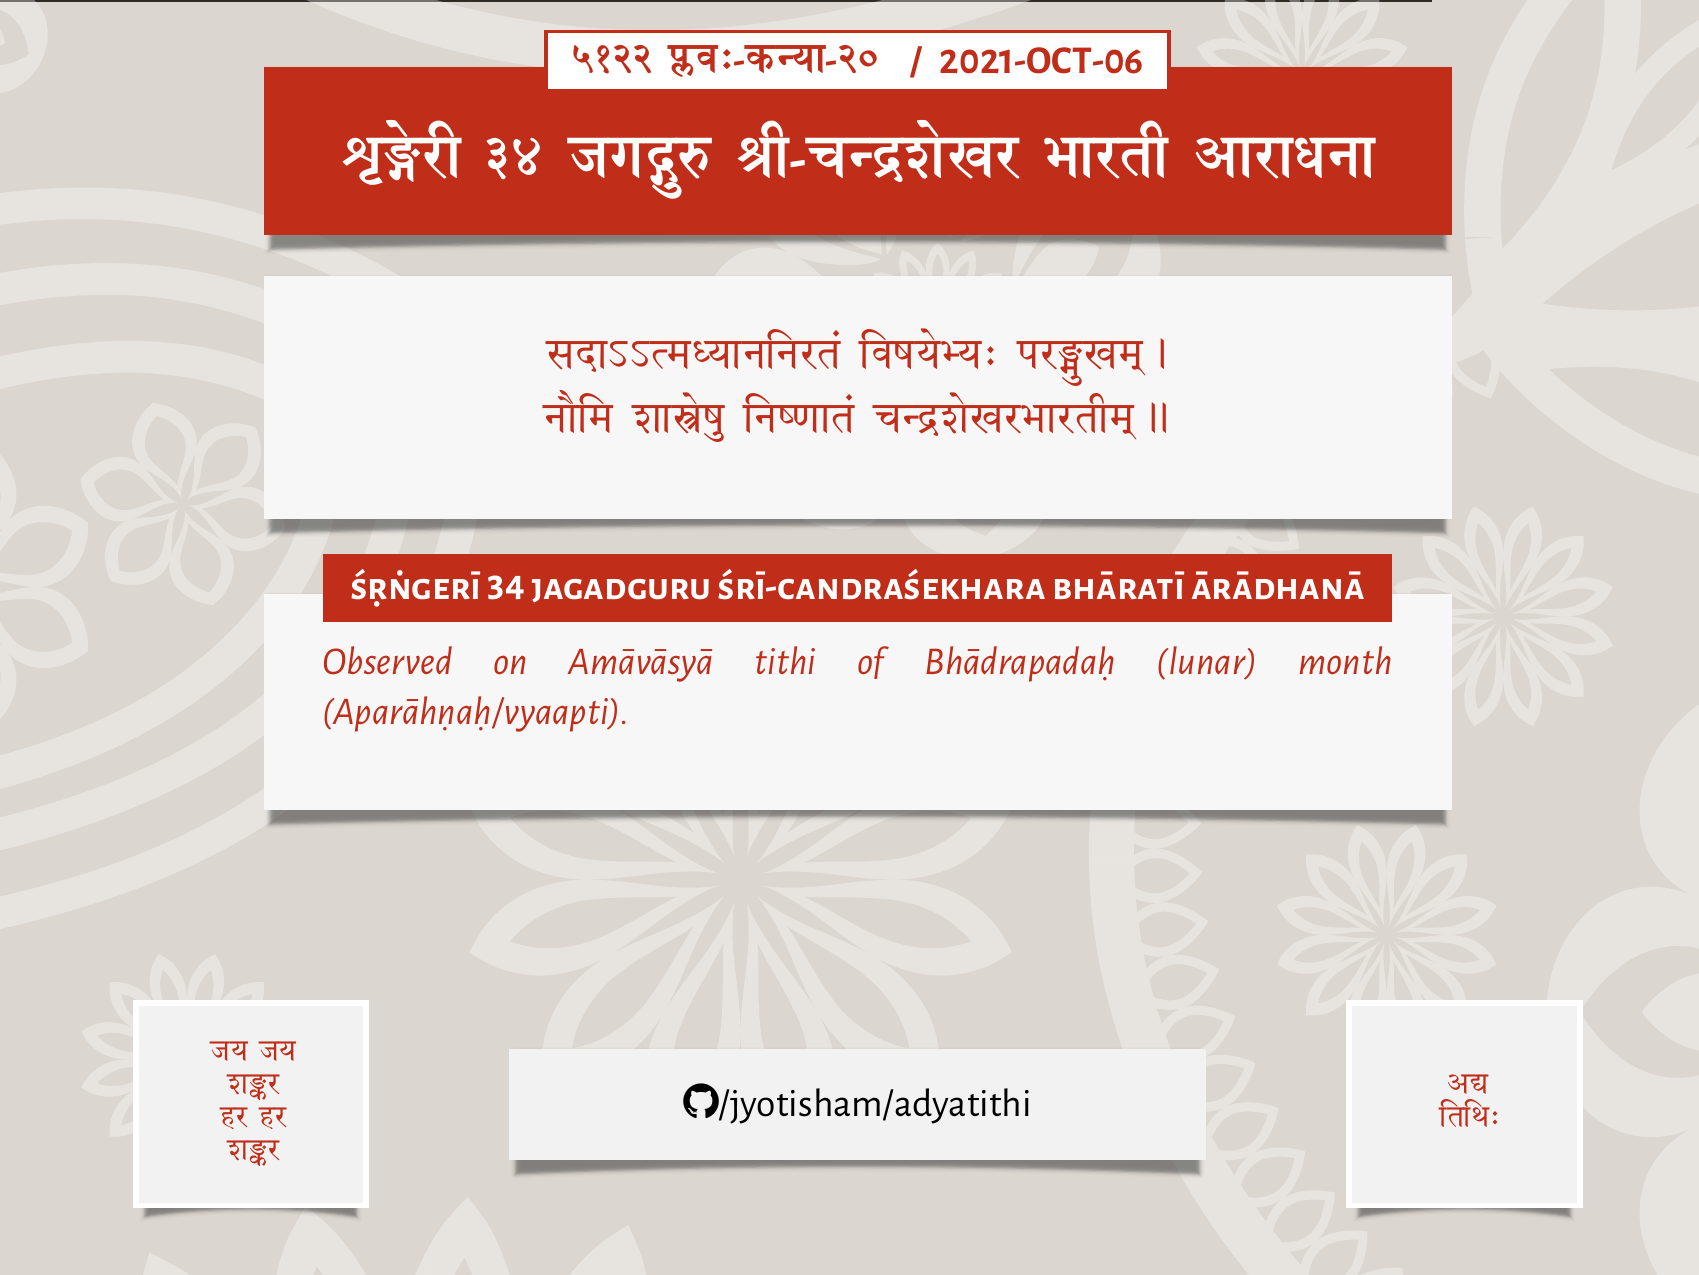 ५१२२ प्लवः-कन्या-२० / 2021-OCT-06
शृङ्गेरी ३४ जगद्गुरु श्री-चन्द्रशेखर भारती आराधना
सदाऽऽत्मध्याननिरतं विषयेभ्यः परङ्मुखम्।
नौमि शास्त्रेषु निष्णातं चन्द्रशेखरभारतीम्॥
ŚṚṄGERĪ 34 JAGADGURU ŚRĪ-CANDRAŚEKHARA BHĀRATĪ ĀRĀDHANĀ
Observed on Amāvāsyā tithi of Bhādrapadaḥ (lunar) month
(Aparāhṇaḥ/vyaapti).
जय जय
शङ्कर
हर हर
शङ्कर
/jyotisham/adyatithi
अद्य
तिथिः